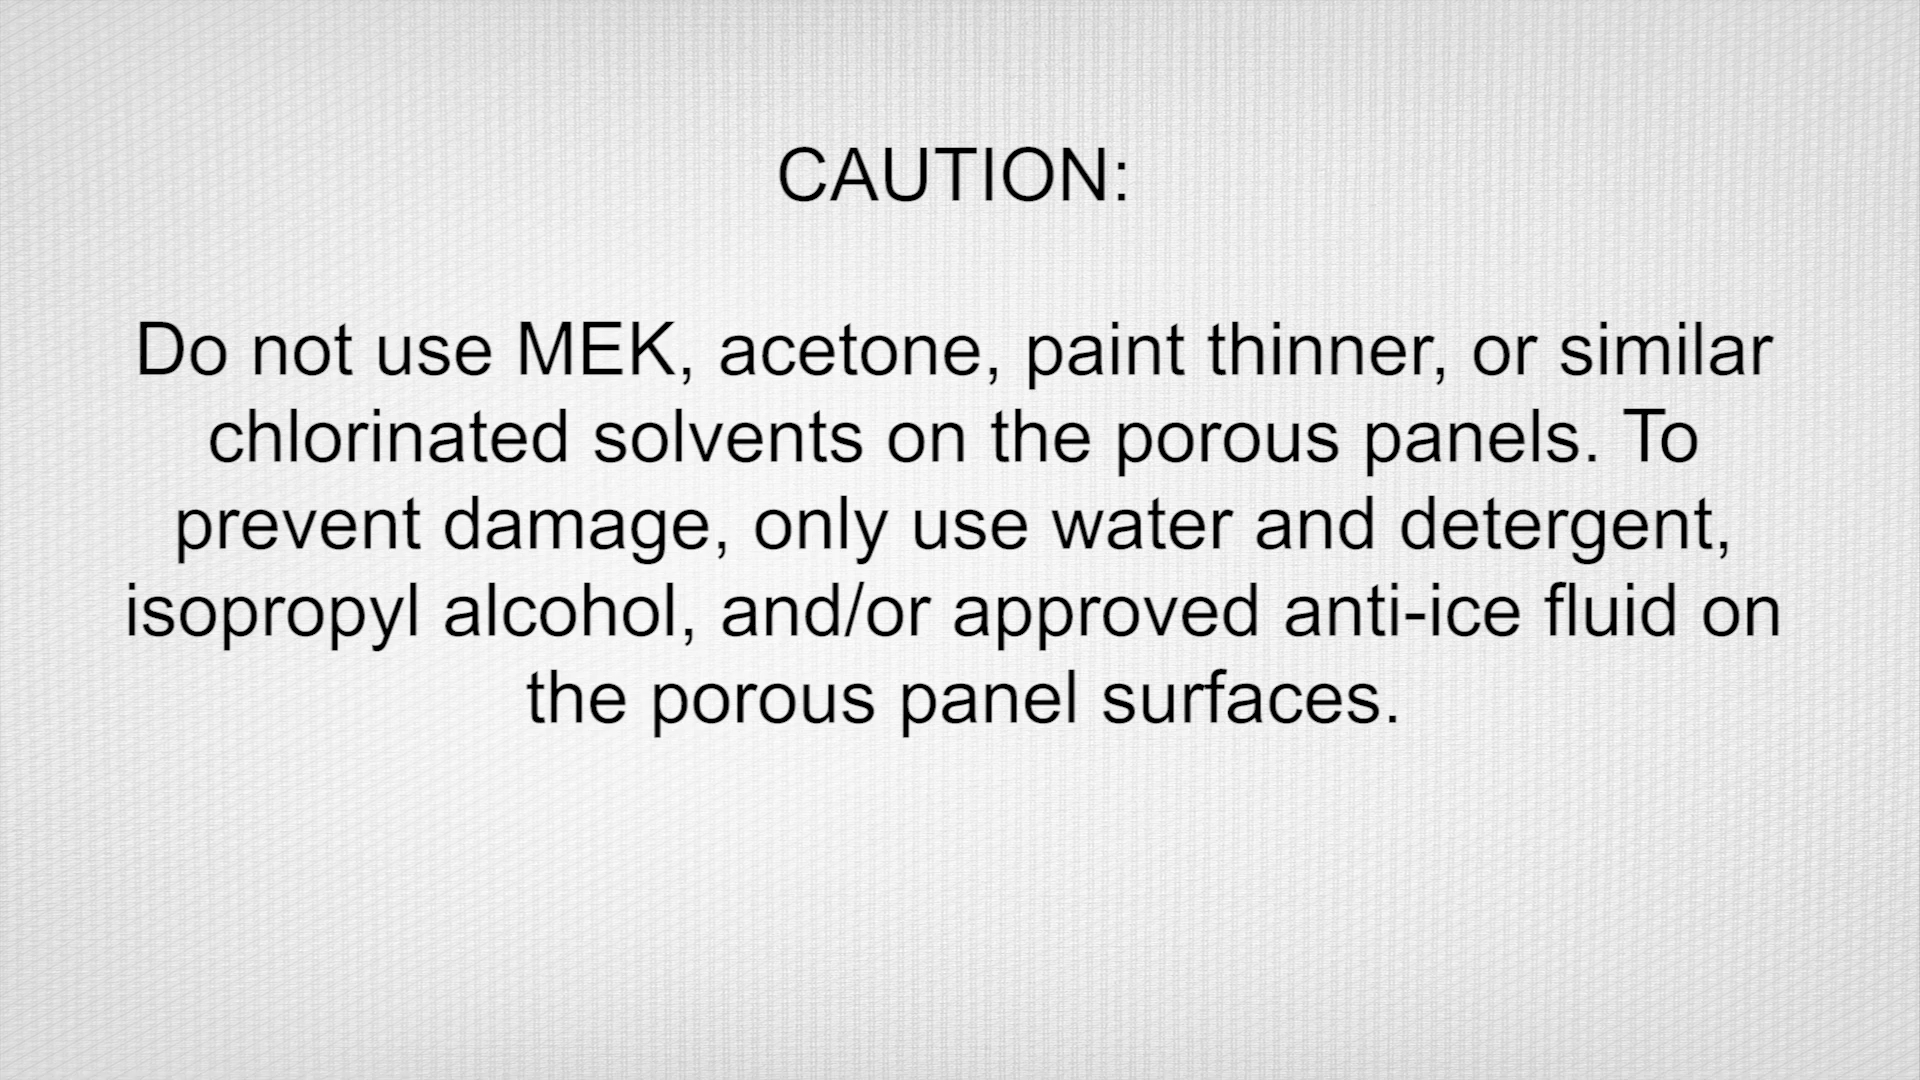 CAUTION:
Do not use MEK, acetone, paint thinner, or similar
chlorinated solvents on the porous panels. To
prevent damage, only use water and detergent,
isopropyl alcohol, and/or approved anti-ice fluid on
the porous panel surfaces.